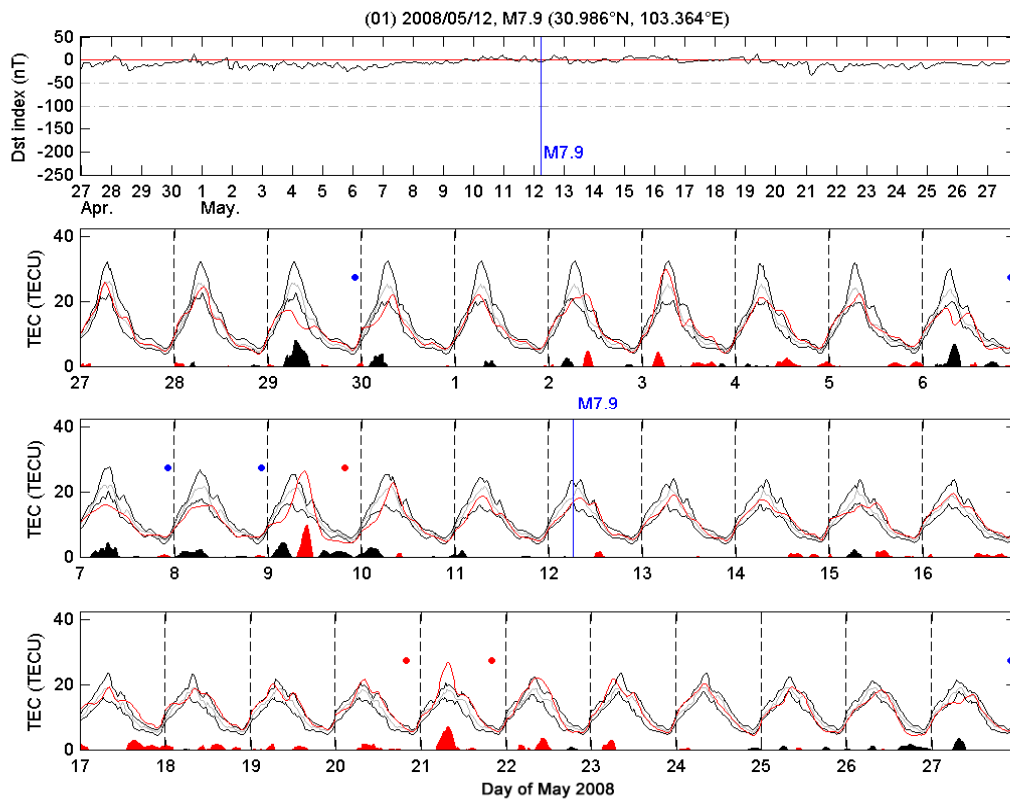 (01) 2008/05/12, M7.9 (30.986°N, 103.364°E)
50
0
-50
-100
-150
-200
-250
Dst index (nT)
M7.9
27 28 29 30 1 2 3 4 5 6 7 8 9 10 11 12 13 14 15 16 17 18 19 20 21 22 23 24 25 26 27
Apr. May.
40
20
0
TEC (TECU)
27 28 29 30 1 2 3 4 5 6
M7.9
40
20
0
TEC (TECU)
7 8 9 10 11 12 13 14 15 16
40
20
0
TEC (TECU)
17 18 19 20 21 22 23 24 25 26 27
Day of May 2008